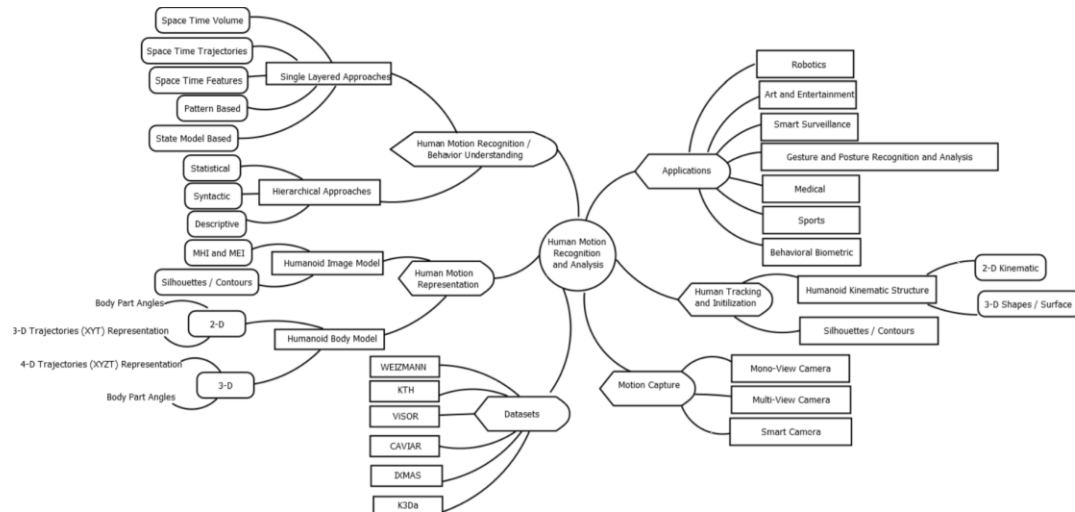 Space Time Volume
Space Time Trajectories
Space Time Features
Pattern Based
State Model Based
Single Layered Approaches
Human Motion Recognition /
Behavior Understanding
Statistical
Syntactic
Descriptive
Hierarchical Approaches
MHI and MEI
Silhouettes / Contours
Humanoid Image Model
Human Motion
Representation
Body Part Angles
3-D Trajectories (XYT) Representation
2-D
Humanoid Body Model
4-D Trajectories (XYZT) Representation
Body Part Angles
3-D
WEIZMANN
KTH
VISOR
CAVIAR
IXMAS
K3Da
Datasets
Human Motion
Recognition
and Analysis
Applications
Robotics
Art and Entertainment
Smart Surveillance
Gesture and Posture Recognition and Analysis
Medical
Sports
Behavioral Biometric
Human Tracking
and Initilization
Humanoid Kinematic Structure
2-D Kinematic
3-D Shapes / Surface
Silhouettes / Contours
Motion Capture
Mono-View Camera
Multi-View Camera
Smart Camera